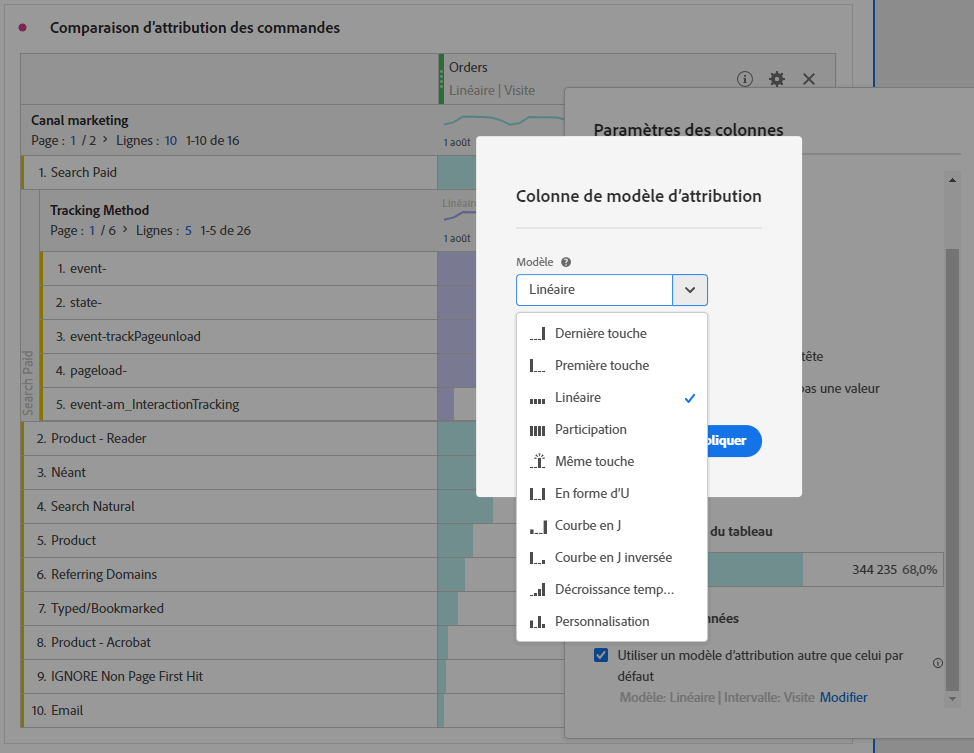 Comparaison d'attribution des commandes
Orders
Linéaire | Visite
Canal marketing
Page : 1 / 2 > Lignes : 10 1-10 de 16
1 août
1. Search Paid
Tracking Method
Page : 1 / 6 > Lignes : 5 1-5 de 26
Linéaire
1 août
Search Paid
1. event-
2. state-
3. event-trackPageunload
4. pageload-
5. event-am_InteractionTracking
2. Product - Reader
3. Néant
4. Search Natural
5. Product
6. Referring Domains
7. Typed/Bookmarked
8. Product - Acrobat
9. IGNORE Non Page First Hit
10. Email
Paramètres des colonnes
Colonne de modèle d'attribution
Modèle
Linéaire
Dernière touche
Première touche
Linéaire
Participation
Même touche
En forme d'U
Courbe en J
Courbe en J inversée
Décroissance temp...
Personnalisation
pliquer
tête
pas une valeur
du tableau
344 235 68,0%
nnées
Utiliser un modèle d'attribution autre que celui par
défaut
Modèle: Linéaire | Intervalle: Visite Modifier